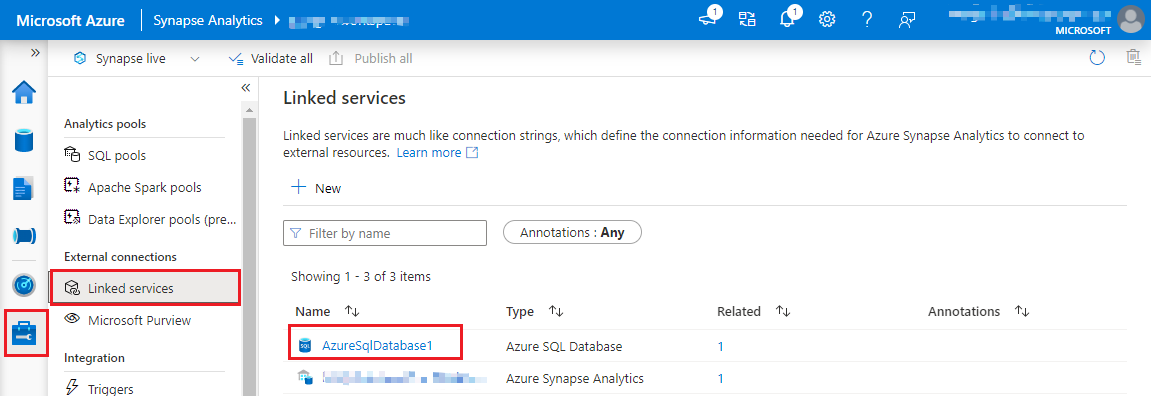 Microsoft Azure Synapse Analytics
1 1
MICROSOFT
Synapse live Validate all Publish all
Analytics pools
SQL pools
Apache Spark pools
Data Explorer pools (pre...
External connections
Linked services
Microsoft Purview
Integration
Triggers
Linked services
Linked services are much like connection strings, which define the connection information needed for Azure Synapse Analytics to connect to
external resources. Learn more
New
Filter by name Annotations : Any
Showing 1 - 3 of 3 items
Name Type Related Annotations
SQL AzureSqlDatabase1 Azure SQL Database 1
Azure Synapse Analytics 1